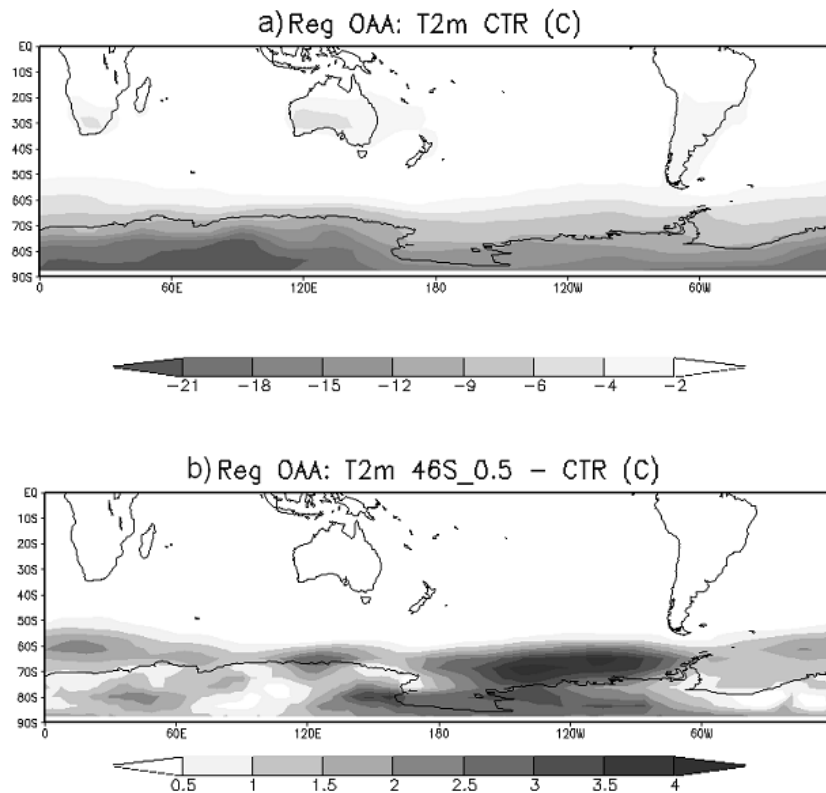 a) Reg OAA: T2m CTR (C)
EQ
10S
20S
30S
40S
50S
60S
70S
80S
90S
0 60E 120E 180 120W 60W
-21 -18 -15 -12 -9 -6 -4 -2
b) Reg OAA: T2m 46S_0.5 - CTR (C)
EQ
10S
20S
30S
40S
50S
60S
70S
80S
90S
0 60E 120E 180 120W 60W
0.5 1 1.5 2 2.5 3 3.5 4